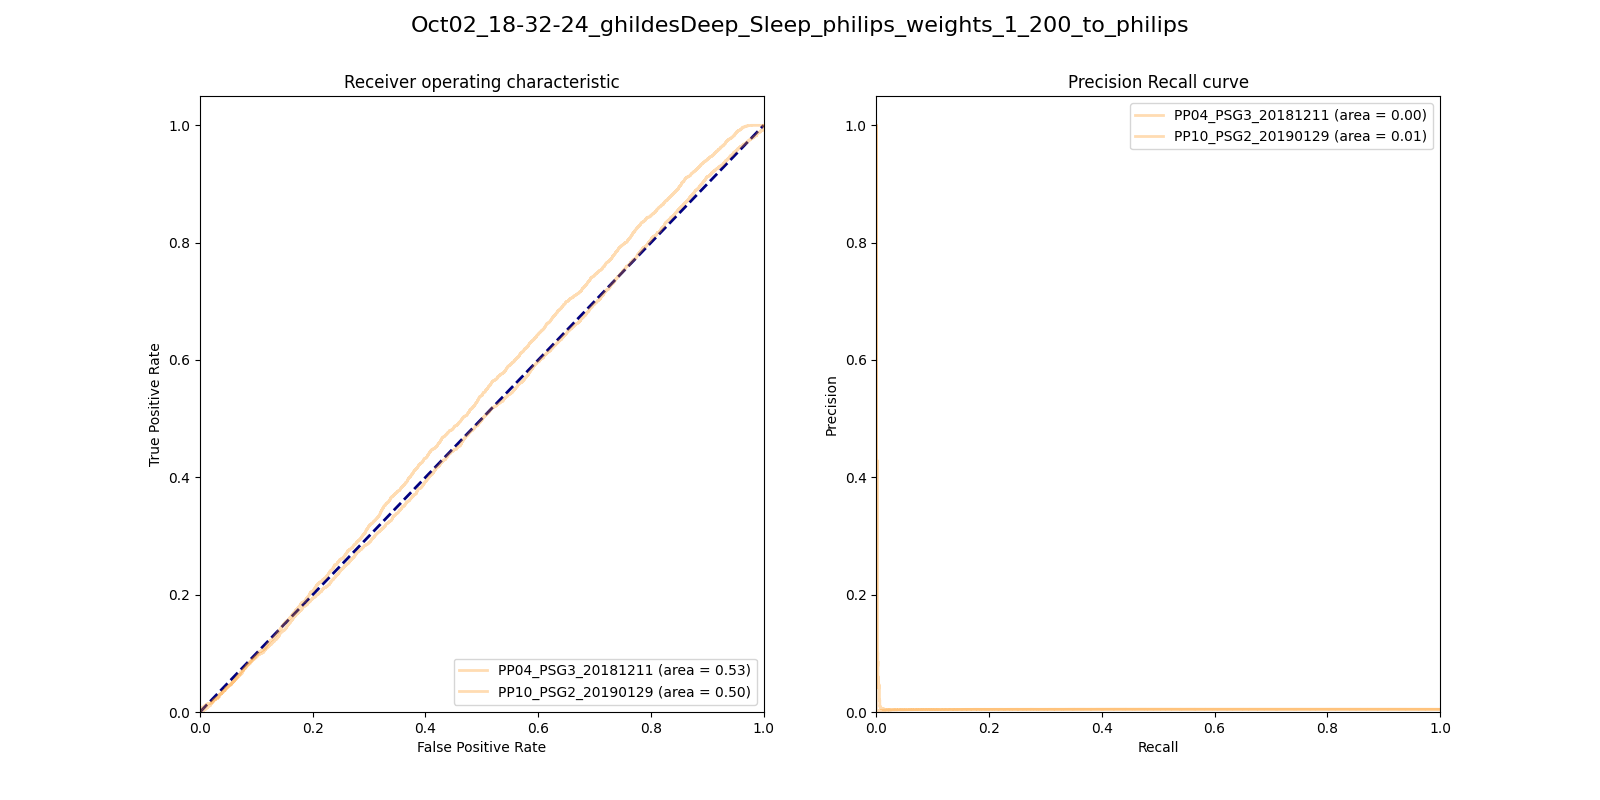 Oct02_18-32-24_ghildesDeep_Sleep_philips_weights_1_200_to_philips
Receiver operating characteristic
1.0
0.8
0.6
0.4
0.2
0.0
True Positive Rate
PP04_PSG3_20181211 (area = 0.53)
PP10_PSG2_20190129 (area = 0.50)
0.0 0.2 0.4 0.6 0.8 1.0
False Positive Rate
Precision Recall curve
PP04_PSG3_20181211 (area = 0.00)
PP10_PSG2_20190129 (area = 0.01)
1.0
0.8
0.6
0.4
0.2
0.0
Precision
0.0 0.2 0.4 0.6 0.8 1.0
Recall